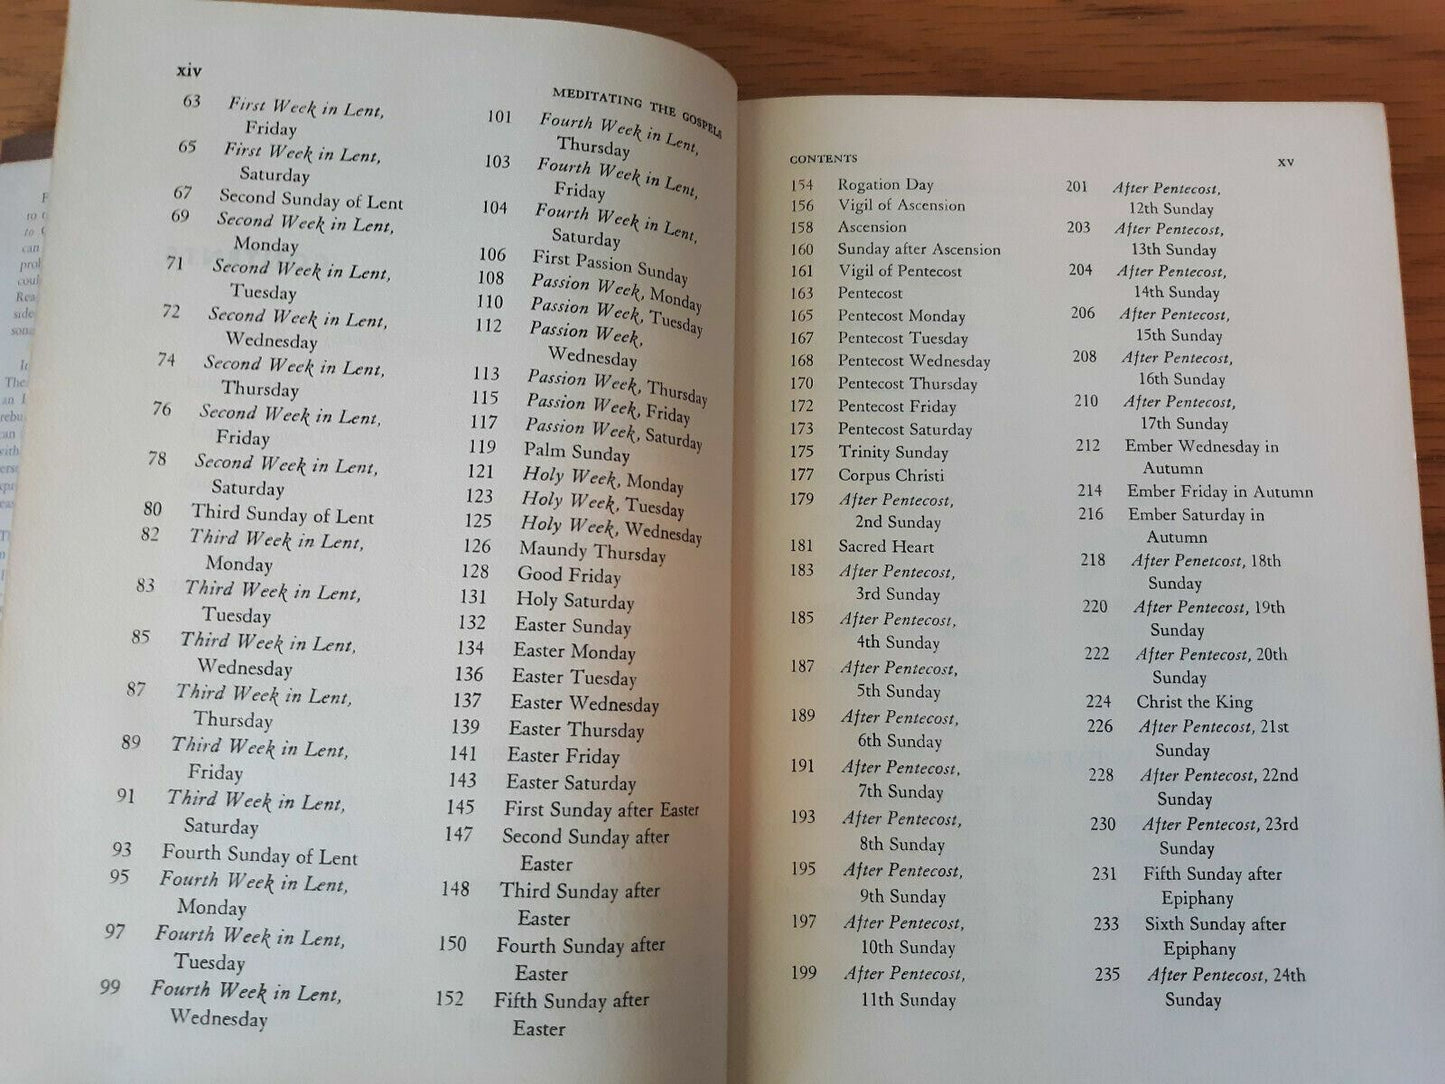 xiv
MEDITATING THE GOSPELS
63 First Week in Lent,
Friday
65 First Week in Lent,
Saturday
67 Second Sunday of Lent
69 Second Week in Lent,
Monday
71 Second Week in Lent,
Tuesday
72 Second Week in Lent,
Wednesday
74 Second Week in Lent,
Thursday
76 Second Week in Lent,
Friday
78 Second Week in Lent,
Saturday
80 Third Sunday of Lent
82 Third Week in Lent,
Monday
83 Third Week in Lent,
Tuesday
85 Third Week in Lent,
Wednesday
87 Third Week in Lent,
Thursday
89 Third Week in Lent,
Friday
91 Third Week in Lent,
Saturday
93 Fourth Sunday of Lent
95 Fourth Week in Lent,
Monday
97 Fourth Week in Lent,
Tuesday
99 Fourth Week in Lent,
Wednesday
101 Fourth Week in Lent,
Thursday
103 Fourth Week in Lent,
Friday
104 Fourth Week in Lent,
Saturday
106 First Passion Sunday
108 Passion Week, Monday
110 Passion Week, Tuesday
112 Passion Week,
Wednesday
113 Passion Week, Thursday
115 Passion Week, Friday
117 Passion Week, Saturday
119 Palm Sunday
121 Holy Week, Monday
123 Holy Week, Tuesday
125 Holy Week, Wednesday
126 Maundy Thursday
128 Good Friday
131 Holy Saturday
132 Easter Sunday
134 Easter Monday
136 Easter Tuesday
137 Easter Wednesday
139 Easter Thursday
141 Easter Friday
143 Easter Saturday
145 First Sunday after Easter
147 Second Sunday after
Easter
148 Third Sunday after
Easter
150 Fourth Sunday after
Easter
152 Fifth Sunday after
Easter
CONTENTS
xv
154 Rogation Day
156 Vigil of Ascension
158 Ascension
160 Sunday after Ascension
161 Vigil of Pentecost
163 Pentecost
165 Pentecost Monday
167 Pentecost Tuesday
168 Pentecost Wednesday
170 Pentecost Thursday
172 Pentecost Friday
173 Pentecost Saturday
175 Trinity Sunday
177 Corpus Christi
179 After Pentecost,
2nd Sunday
181 Sacred Heart
183 After Pentecost,
3rd Sunday
185 After Pentecost,
4th Sunday
187 After Pentecost,
5th Sunday
189 After Pentecost,
6th Sunday
191 After Pentecost,
7th Sunday
193 After Pentecost,
8th Sunday
195 After Pentecost,
9th Sunday
197 After Pentecost,
10th Sunday
199 After Pentecost,
11th Sunday
201 After Pentecost,
12th Sunday
203 After Pentecost,
13th Sunday
204 After Pentecost,
14th Sunday
206 After Pentecost,
15th Sunday
208 After Pentecost,
16th Sunday
210 After Pentecost,
17th Sunday
212 Ember Wednesday in
Autumn
214 Ember Friday in Autumn
216 Ember Saturday in
Autumn
218 After Penetcost, 18th
Sunday
220 After Pentecost, 19th
Sunday
222 After Pentecost, 20th
Sunday
224 Christ the King
226 After Pentecost, 21st
Sunday
228 After Pentecost, 22nd
Sunday
230 After Pentecost, 23rd
Sunday
231 Fifth Sunday after
Epiphany
233 Sixth Sunday after
Epiphany
235 After Pentecost, 24th
Sunday